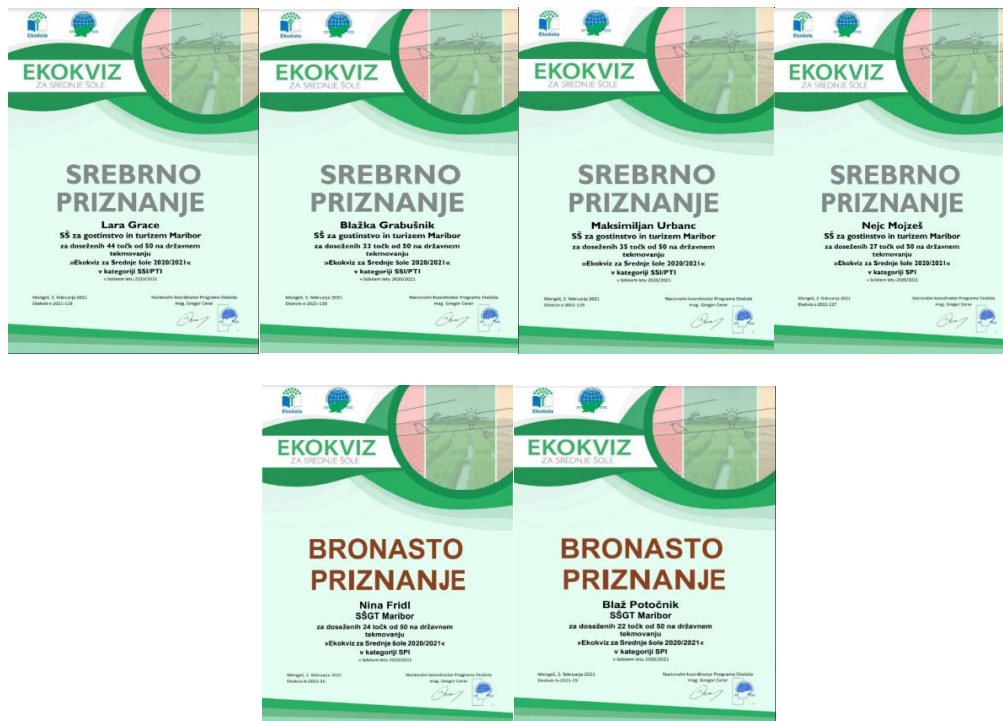 Ekošola
EKOKVIZ
ZA SREDNJE ŠOLE
SREBRNO
PRIZNANJE
Lara Grace
SŠ za gostinstvo in turizem Maribor
za doseženih 44 točk od 50 na državnem
tekmovanju
»Ekokviz za Srednje šole 2020/2021«
v kategoriji SSI/PTI
v šolskem letu 2020/2021
Mengeš, 2. februarja 2021
Nacionalni koordinator Programa Ekošola
mag. Gregor Cerar
Ekošola
EKOKVIZ
ZA SREDNJE ŠOLE
SREBRNO
PRIZNANJE
Blažka Grabušnik
SŠ za gostinstvo in turizem Maribor
za doseženih 33 točk od 50 na državnem
tekmovanju
»Ekokviz za Srednje šole 2020/2021«
v kategoriji SSI/PTI
v šolskem letu 2020/2021
Mengeš, 2. februarja 2021
Nacionalni koordinator Programa Ekošola
mag. Gregor Cerar
Ekošola
EKOKVIZ
ZA SREDNJE ŠOLE
SREBRNO
PRIZNANJE
Maksimiljan Urbanc
SŠ za gostinstvo in turizem Maribor
za doseženih 35 točk od 50 na državnem
tekmovanju
»Ekokviz za Srednje šole 2020/2021«
v kategoriji SSI/PTI
v šolskem letu 2020/2021
Mengeš, 2. februarja 2021
Nacionalni koordinator Programa Ekošola
mag. Gregor Cerar
Ekošola
EKOKVIZ
ZA SREDNJE ŠOLE
SREBRNO
PRIZNANJE
Nejc Mojzeš
SŠ za gostinstvo in turizem Maribor
za doseženih 27 točk od 50 na državnem
tekmovanju
»Ekokviz za Srednje šole 2020/2021«
v kategoriji SPI
v šolskem letu 2020/2021
Mengeš, 2. februarja 2021
Nacionalni koordinator Programa Ekošola
mag. Gregor Cerar
Ekošola
EKOKVIZ
ZA SREDNJE ŠOLE
BRONASTO
PRIZNANJE
Nina Fridl
SŠGT Maribor
za doseženih 24 točk od 50 na državnem
tekmovanju
»Ekokviz za Srednje šole 2020/2021«
v kategoriji SPI
v šolskem letu 2020/2021
Mengeš, 2. februarja 2021
Nacionalni koordinator Programa Ekošola
mag. Gregor Cerar
Ekošola
EKOKVIZ
ZA SREDNJE ŠOLE
BRONASTO
PRIZNANJE
Blaž Potočnik
SŠGT Maribor
za doseženih 22 točk od 50 na državnem
tekmovanju
»Ekokviz za Srednje šole 2020/2021«
v kategoriji SPI
v šolskem letu 2020/2021
Mengeš, 2. februarja 2021
Nacionalni koordinator Programa Ekošola
mag. Gregor Cerar